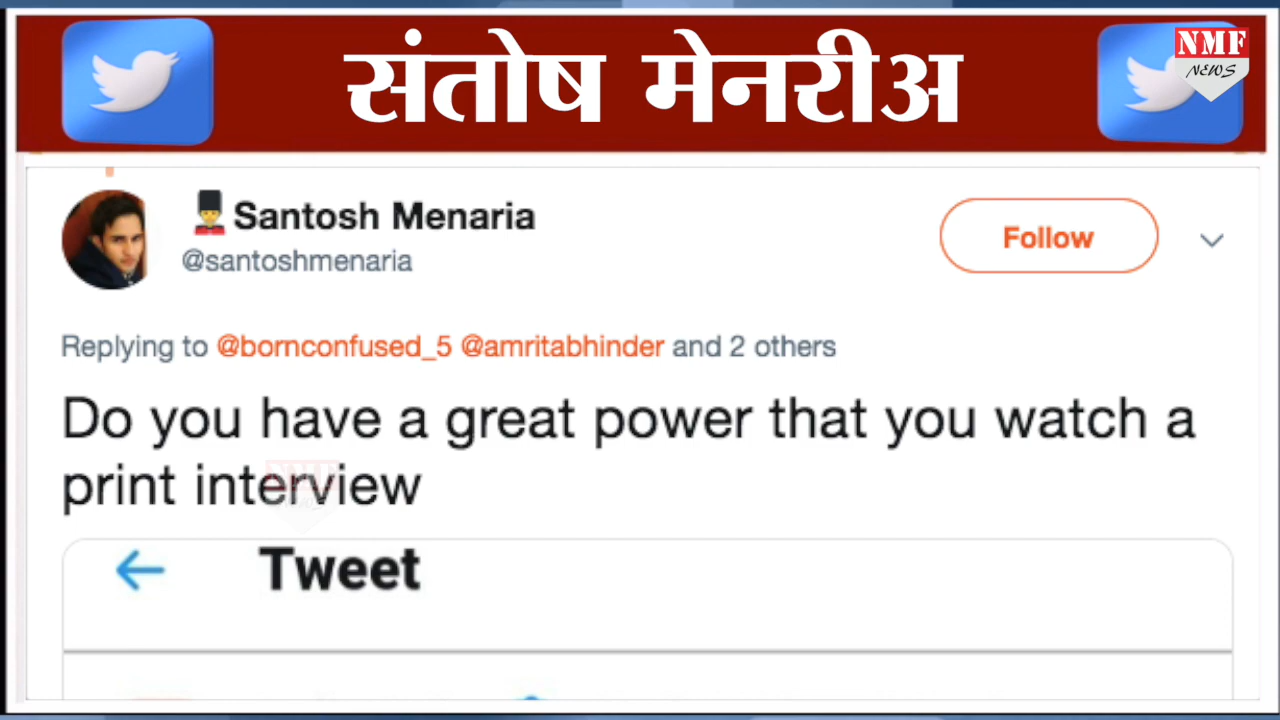 संतोष मेनरीअ
NMF
NEWS
Santosh Menaria
@santoshmenaria
Follow
Replying to @bornconfused_5 @amritabhinder and 2 others
Do you have a great power that you watch a
print interview
Tweet